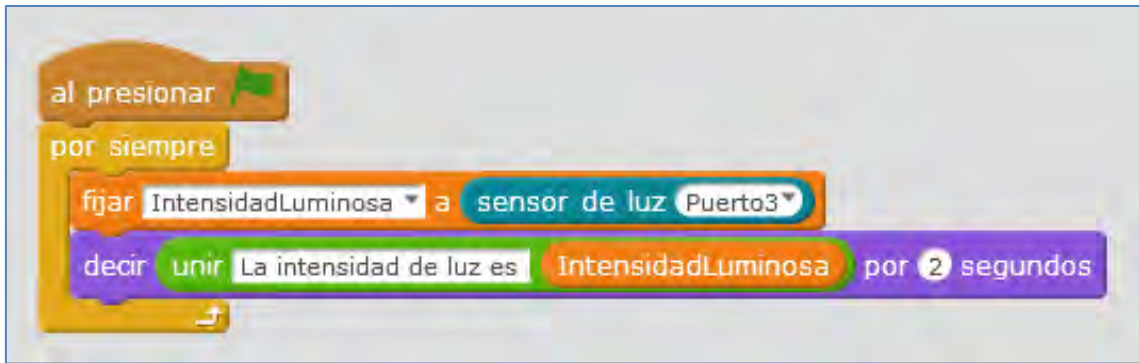 al presionar
por siempre
fijar IntensidadLuminosa a sensor de luz Puerto3
decir unir La intensidad de luz es IntensidadLuminosa por 2 segundos